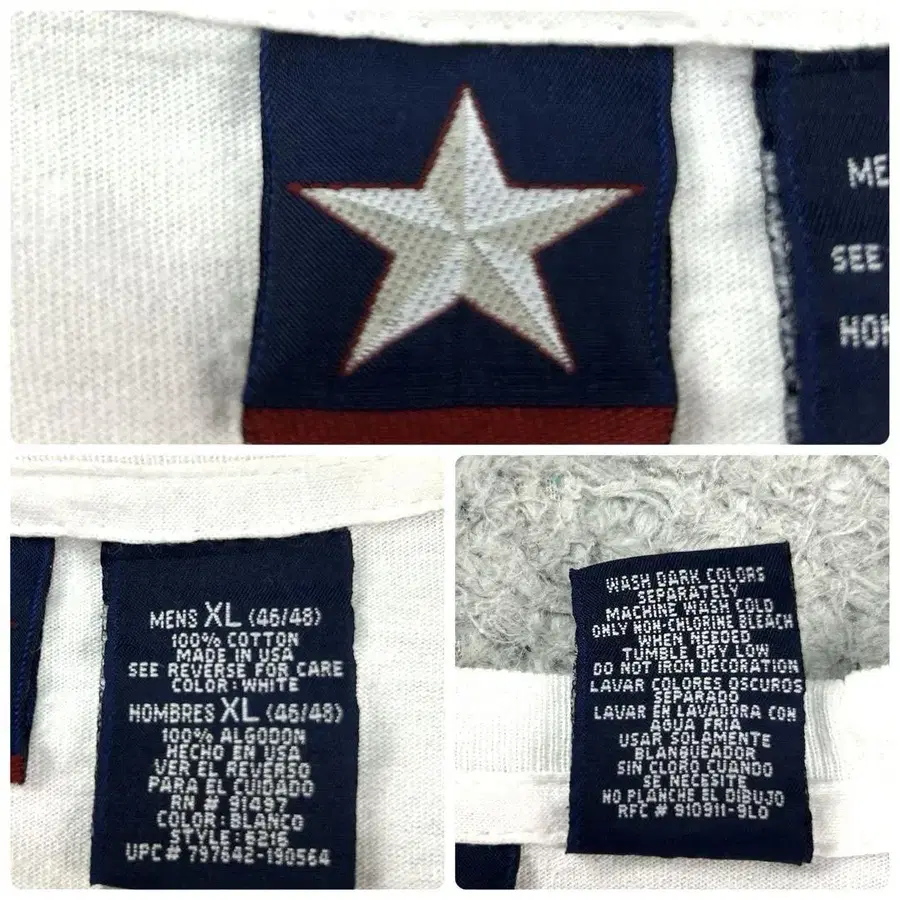 ME
SEE
HOM
MENS XL (46/48)
100% COTTON
MADE IN USA
SEE REVERSE FOR CARE
COLOR: WHITE
HOMBRES XL (46/48)
100% ALGODON
HECHO EN USA
VER EL REVERSO
PARA EL CUIDADO
RN # 91497
COLOR: BLANCO
STYLE: 6216
UPC# 797642-190564
WASH DARK COLORS
SEPARATELY
MACHINE WASH COLD
ONLY NON-CHLORINE BLEACH
WHEN NEEDED
TUMBLE DRY LOW
DO NOT IRON DECORATION
LAVAR COLORES OSCUROS
SEPARADO
LAVAR EN LAVADORA CON
AGUA FRIA
USAR SOLAMENTE
BLANQUEADOR
SIN CLORO CUANDO
SE NECESITE
NO PLANCHE EL DIBUJO
RFC # 910911-9L0